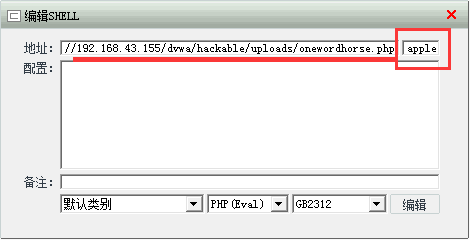 编辑SHELL
地址: //192.168.43.155/dvwa/hackable/uploads/onewordhorse.php apple
配置:
备注:
默认类别 PHP(Eval) GB2312 编辑